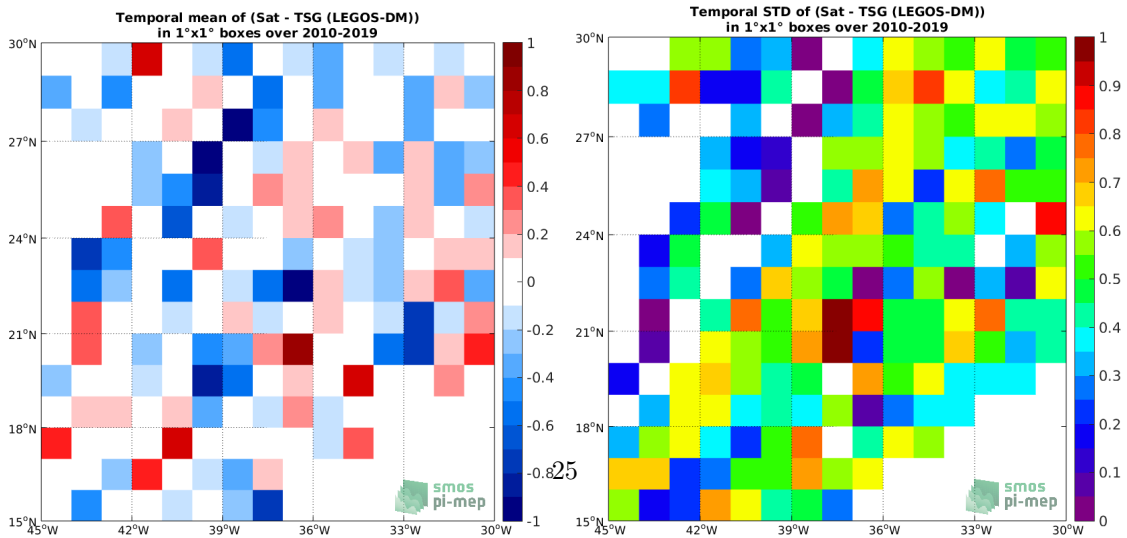 Temporal mean of (Sat - TSG (LEGOS-DM))
in 1°x1° boxes over 2010-2019
30°N
27°N
24°N
21°N
18°N
15°N
45°W
42°W
39°W
36°W
33°W
30°W
1
0.8
0.6
0.4
0.2
0
-0.2
-0.4
-0.6
-0.8
-1
smos
pi-mep
25
Temporal STD of (Sat - TSG (LEGOS-DM))
in 1°x1° boxes over 2010-2019
30°N
27°N
24°N
21°N
18°N
15°N
45°W
42°W
39°W
36°W
33°W
30°W
1
0.9
0.8
0.7
0.6
0.5
0.4
0.3
0.2
0.1
0
smos
pi-mep